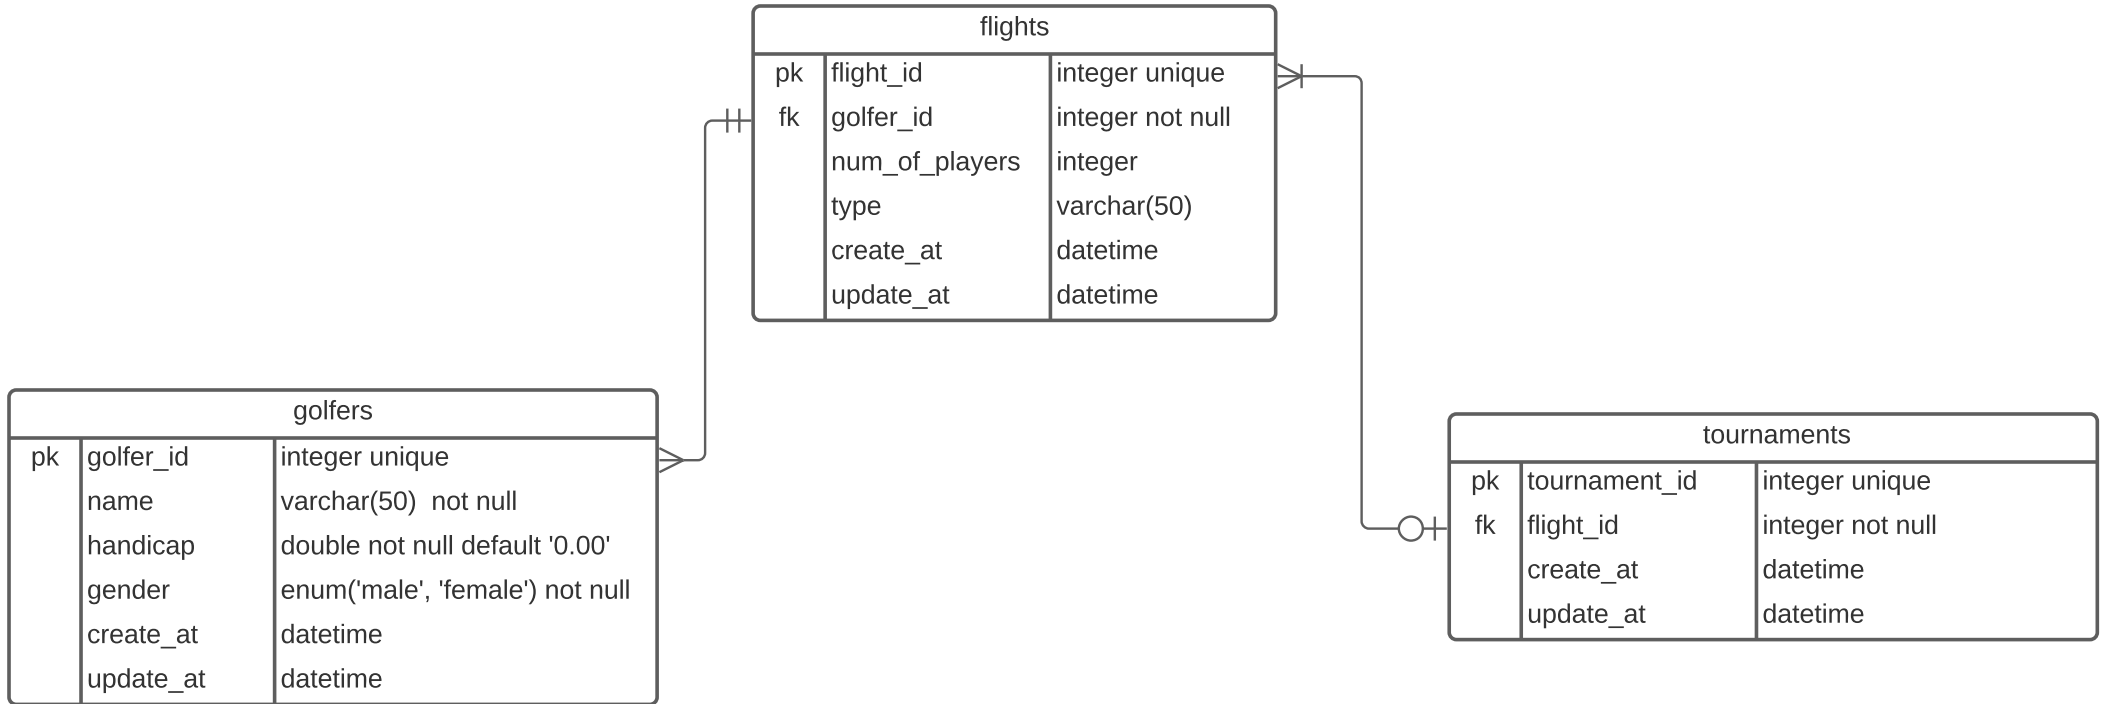 flights
pk flight_id integer unique
fk golfer_id integer not null
num_of_players integer
type varchar(50)
create_at datetime
update_at datetime
golfers
pk golfer_id integer unique
name varchar(50) not null
handicap double not null default '0.00'
gender enum('male', 'female') not null
create_at datetime
update_at datetime
tournaments
pk tournament_id integer unique
fk flight_id integer not null
create_at datetime
update_at datetime